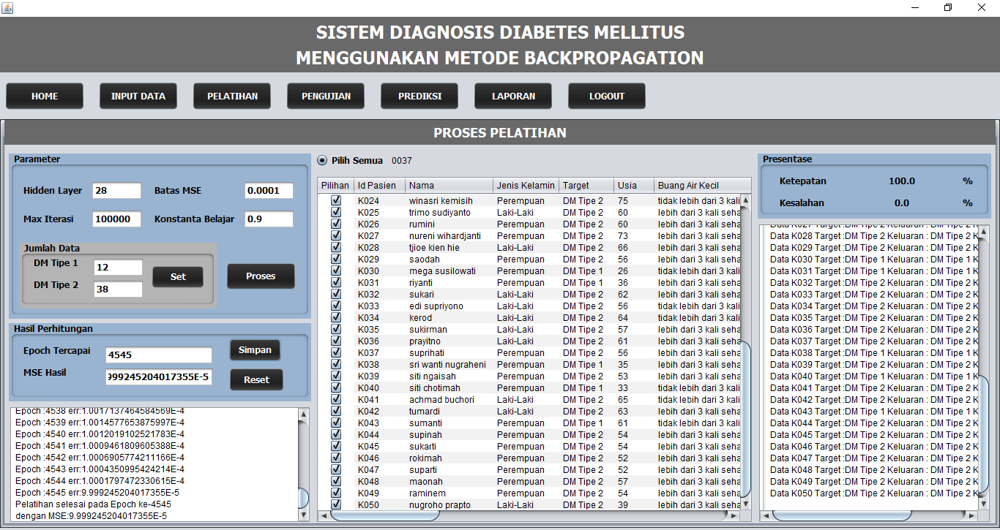 SISTEM DIAGNOSIS DIABETES MELLITUS
MENGGUNAKAN METODE BACKPROPAGATION
HOME INPUT DATA PELATIHAN PENGUJIAN PREDIKSI LAPORAN LOGOUT
PROSES PELATIHAN
Parameter
Hidden Layer 28 Batas MSE 0.0001
Max Iterasi 100000 Konstanta Belajar 0.9
Jumlah Data
DM Tipe 1 12
DM Tipe 2 38
Set
Proses
Hasil Perhitungan
Epoch Tercapai 4545 Simpan
MSE Hasil 999245204017355E-5 Reset
Epoch :4538 err:1.0017137464584569E-4
Epoch :4539 err:1.0014577653875997E-4
Epoch :4540 err:1.0012019102521783E-4
Epoch :4541 err:1.0009461809605388E-4
Epoch :4542 err:1.0006905774211166E-4
Epoch :4543 err:1.0004350995424214E-4
Epoch :4544 err:1.0001797472330615E-4
Epoch :4545 err:9.999245204017355E-5
Pelatihan selesai pada Epoch ke-4545
dengan MSE:9.999245204017355E-5
Pilih Semua 0037
Pilihan Id Pasien Nama Jenis Kelamin Target Usia Buang Air Kecil
K024 winasri kemisih Perempuan DM Tipe 2 75 tidak lebih dari 3 kali
K025 trimo sudiyanto Laki-Laki DM Tipe 2 60 lebih dari 3 kali seha
K026 rumini Perempuan DM Tipe 2 60 lebih dari 3 kali seha
K027 nureni wihardjanti Perempuan DM Tipe 2 73 lebih dari 3 kali seha
K028 tjioe kien hie Laki-Laki DM Tipe 2 66 lebih dari 3 kali seha
K029 saodah Perempuan DM Tipe 2 56 lebih dari 3 kali seha
K030 mega susilowati Perempuan DM Tipe 1 26 tidak lebih dari 3 kali
K031 riyanti Perempuan DM Tipe 1 36 lebih dari 3 kali seha
K032 sukari Laki-Laki DM Tipe 2 62 lebih dari 3 kali seha
K033 edi supriyono Laki-Laki DM Tipe 2 56 tidak lebih dari 3 kali
K034 kerod Laki-Laki DM Tipe 2 64 lebih dari 3 kali seha
K035 sukirman Laki-Laki DM Tipe 2 57 lebih dari 3 kali seha
K036 prayitno Laki-Laki DM Tipe 2 61 lebih dari 3 kali seha
K037 suprihati Perempuan DM Tipe 2 56 lebih dari 3 kali seha
K038 sri wanti nugraheni Perempuan DM Tipe 1 35 lebih dari 3 kali seha
K039 siti ngaisah Perempuan DM Tipe 2 53 lebih dari 3 kali seha
K040 siti chotimah Perempuan DM Tipe 1 33 tidak lebih dari 3 kali
K041 achmad buchori Laki-Laki DM Tipe 2 65 tidak lebih dari 3 kali
K042 tumardi Laki-Laki DM Tipe 2 63 lebih dari 3 kali seha
K043 sumanti Perempuan DM Tipe 1 61 tidak lebih dari 3 kali
K044 supinah Perempuan DM Tipe 2 54 lebih dari 3 kali seha
K045 sukarti Perempuan DM Tipe 2 54 lebih dari 3 kali seha
K046 rokimah Perempuan DM Tipe 2 52 lebih dari 3 kali seha
K047 suparti Perempuan DM Tipe 2 52 lebih dari 3 kali seha
K048 maonah Perempuan DM Tipe 2 57 lebih dari 3 kali seha
K049 raminem Perempuan DM Tipe 2 54 lebih dari 3 kali seha
K050 nugroho prapto Laki-Laki DM Tipe 2 39 lebih dari 3 kali seha
Presentase
Ketepatan 100.0 %
Kesalahan 0.0 %
Data K027 Target :DM Tipe 2 Keluaran : DM Tipe 2 K
Data K028 Target :DM Tipe 2 Keluaran : DM Tipe 2 K
Data K029 Target :DM Tipe 2 Keluaran : DM Tipe 2 K
Data K030 Target :DM Tipe 1 Keluaran : DM Tipe 1 K
Data K031 Target :DM Tipe 1 Keluaran : DM Tipe 1 K
Data K032 Target :DM Tipe 2 Keluaran : DM Tipe 2 K
Data K033 Target :DM Tipe 2 Keluaran : DM Tipe 2 K
Data K034 Target :DM Tipe 2 Keluaran : DM Tipe 2 K
Data K035 Target :DM Tipe 2 Keluaran : DM Tipe 2 K
Data K036 Target :DM Tipe 2 Keluaran : DM Tipe 2 K
Data K037 Target :DM Tipe 2 Keluaran : DM Tipe 2 K
Data K038 Target :DM Tipe 1 Keluaran : DM Tipe 1 K
Data K039 Target :DM Tipe 2 Keluaran : DM Tipe 2 K
Data K040 Target :DM Tipe 1 Keluaran : DM Tipe 1 K
Data K041 Target :DM Tipe 2 Keluaran : DM Tipe 2 K
Data K042 Target :DM Tipe 2 Keluaran : DM Tipe 2 K
Data K043 Target :DM Tipe 1 Keluaran : DM Tipe 1 K
Data K044 Target :DM Tipe 2 Keluaran : DM Tipe 2 K
Data K045 Target :DM Tipe 2 Keluaran : DM Tipe 2 K
Data K046 Target :DM Tipe 2 Keluaran : DM Tipe 2 K
Data K047 Target :DM Tipe 2 Keluaran : DM Tipe 2 K
Data K048 Target :DM Tipe 2 Keluaran : DM Tipe 2 K
Data K049 Target :DM Tipe 2 Keluaran : DM Tipe 2 K
Data K050 Target :DM Tipe 2 Keluaran : DM Tipe 2 K